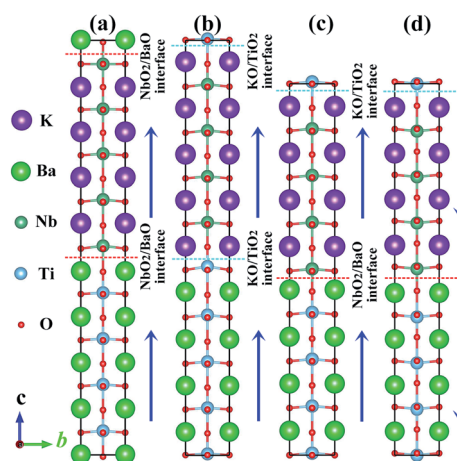 (a)
(b)
(c)
(d)
K
Ba
Nb
Ti
O
c
b
NbO2/BaO
interface
NbO2/BaO
interface
KO/TiO2
interface
KO/TiO2
interface
KO/TiO2
interface
NbO2/BaO
interface